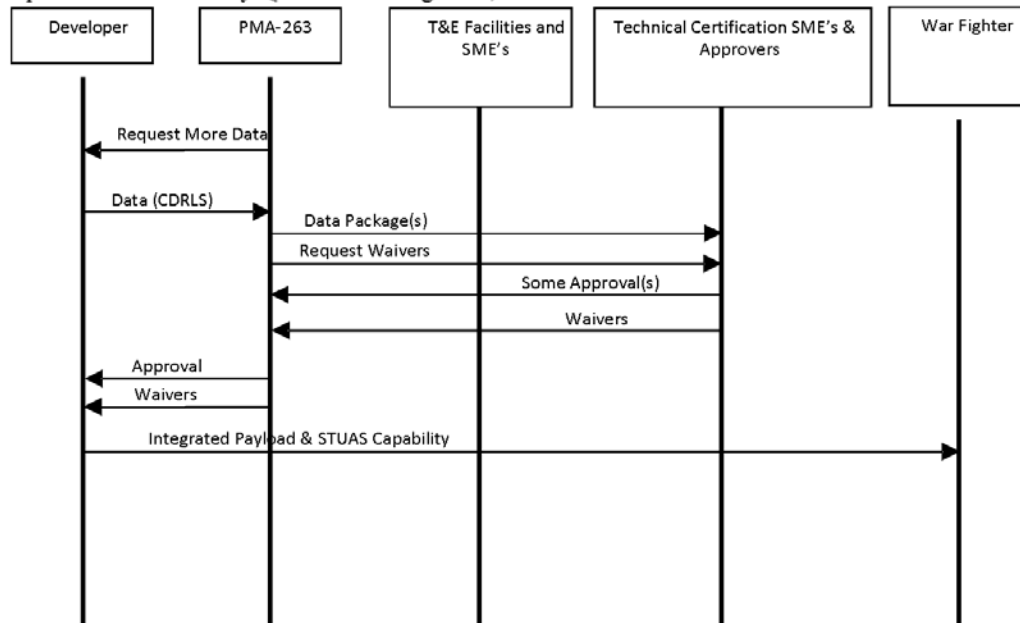 Developer
PMA-263
T&E Facilities and
SME's
Technical Certification SME's &
Approvers
War Fighter
Request More Data
Data (CDRLS)
Data Package(s)
Request Waivers
Some Approval(s)
Waivers
Approval
Waivers
Integrated Payload & STUAS Capability